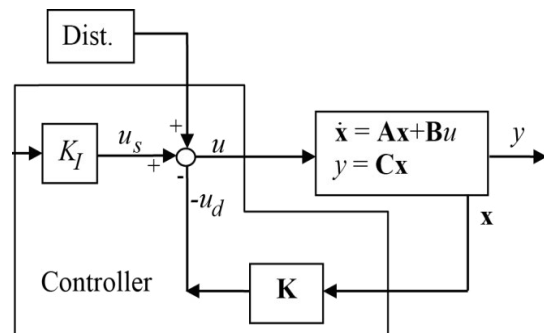 Dist.
+
K_I
u_s
+
-
u
ẋ = Ax+Bu
y = Cx
y
-u_d
x
Controller
K